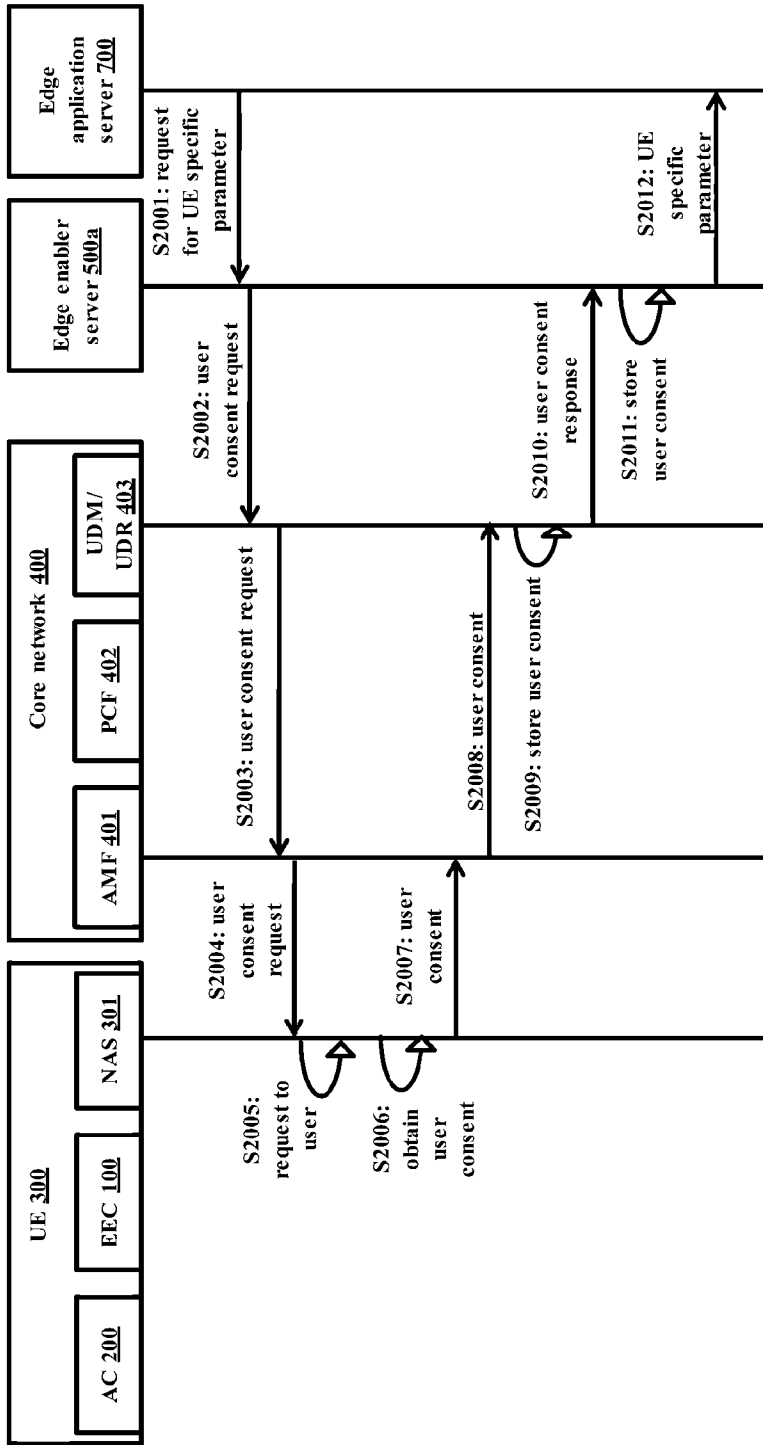 UE 300
AC 200
EEC 100
NAS 301
Core network 400
AMF 401
PCF 402
UDM/
UDR 403
Edge enabler
server 500a
Edge
application
server 700
S2001: request
for UE specific
parameter
S2002: user
consent request
S2003: user consent request
S2004: user
consent
request
S2005:
request to
user
S2006:
obtain
user
consent
S2007: user
consent
S2008: user consent
S2009: store user consent
S2010: user consent
response
S2011: store
user consent
S2012: UE
specific
parameter